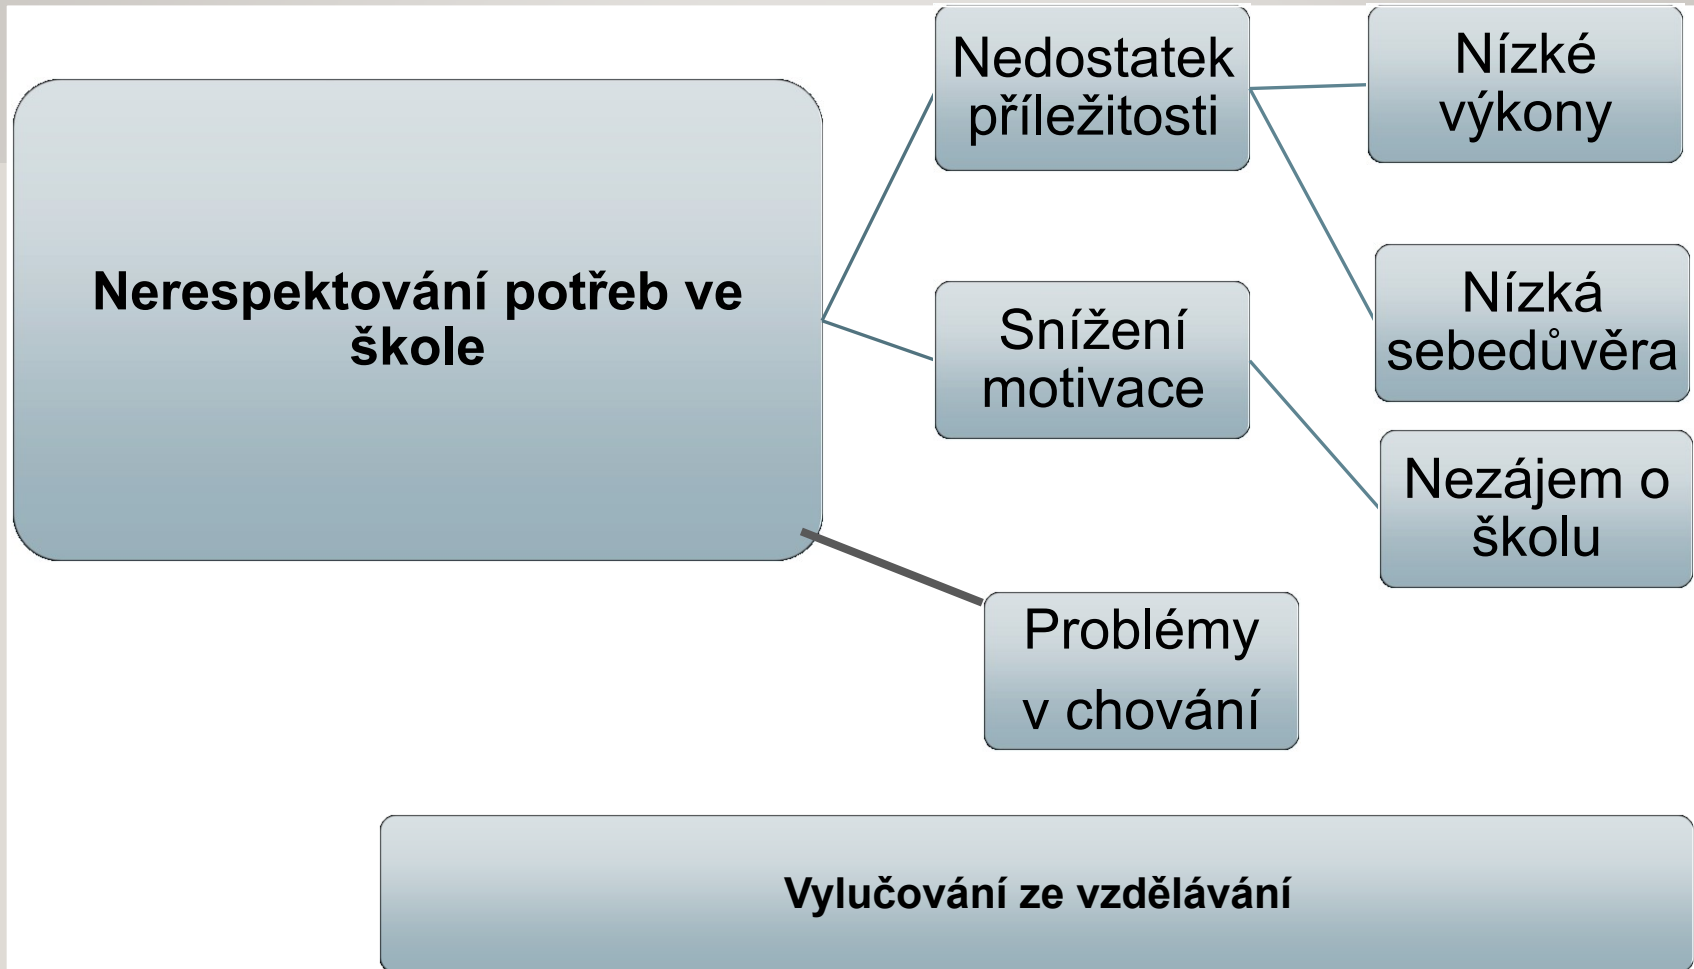 Nerespektování potřeb ve
škole
Nedostatek
příležitosti
Snížení
motivace
Problémy
v chování
Nízké
výkony
Nízká
sebedůvěra
Nezájem o
školu
Vylučování ze vzdělávání